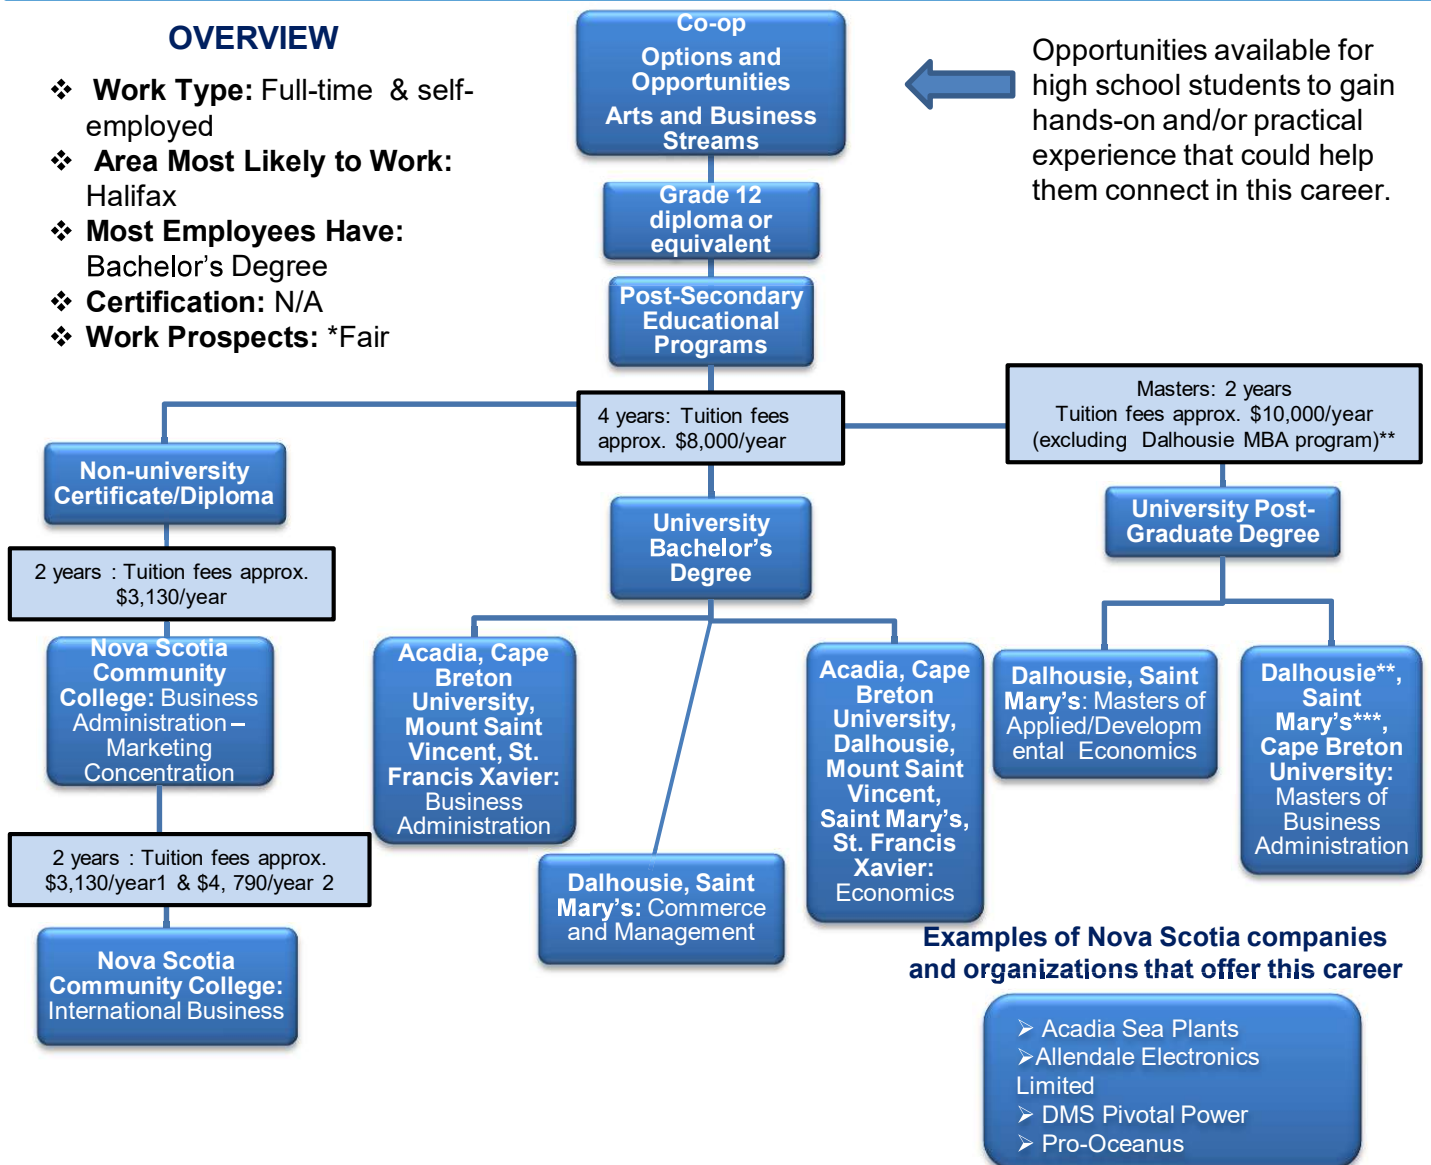 OVERVIEW
❖ Work Type: Full-time & self-
employed
❖ Area Most Likely to Work:
Halifax
❖ Most Employees Have:
Bachelor's Degree
❖ Certification: N/A
❖ Work Prospects: *Fair
Co-op
Options and
Opportunities
Arts and Business
Streams
Opportunities available for
high school students to gain
hands-on and/or practical
experience that could help
them connect in this career.
Grade 12
diploma or
equivalent
Post-Secondary
Educational
Programs
4 years: Tuition fees
approx. $8,000/year
Masters: 2 years
Tuition fees approx. $10,000/year
(excluding Dalhousie MBA program)**
Non-university
Certificate/Diploma
University
Bachelor's
Degree
University Post-
Graduate Degree
2 years : Tuition fees approx.
$3,130/year
Nova Scotia
Community
College: Business
Administration –
Marketing
Concentration
2 years : Tuition fees approx.
$3,130/year1 & $4, 790/year 2
Nova Scotia
Community College:
International Business
Acadia, Cape
Breton
University,
Mount Saint
Vincent, St.
Francis Xavier:
Business
Administration
Dalhousie, Saint
Mary's: Commerce
and Management
Acadia, Cape
Breton
University,
Dalhousie,
Mount Saint
Vincent,
Saint Mary's,
St. Francis
Xavier:
Economics
Dalhousie, Saint
Mary's: Masters of
Applied/Developm
ental Economics
Dalhousie**,
Saint
Mary's***,
Cape Breton
University:
Masters of
Business
Administration
Examples of Nova Scotia companies
and organizations that offer this career
➢ Acadia Sea Plants
➢Allendale Electronics
Limited
➢ DMS Pivotal Power
➢ Pro-Oceanus